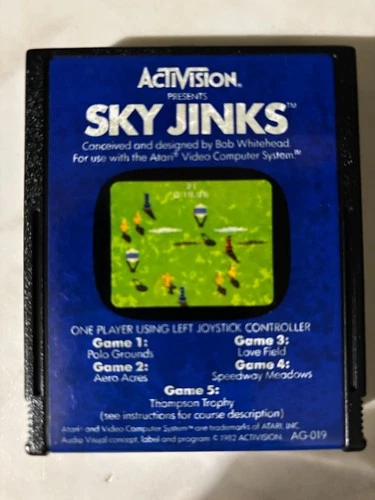 ACTIVISION®
PRESENTS
SKY JINKS™
Conceived and designed by Bob Whitehead.
For use with the Atari® Video Computer System™.
ONE PLAYER USING LEFT JOYSTICK CONTROLLER
Game 1: Game 3:
Polo Grounds Love Field
Game 2: Game 4:
Aero Acres Speedway Meadows
Game 5:
Thompson Trophy
(see instructions for course description)
Atari® and Video Computer System™ are trademarks of ATARI, INC.
Audio Visual concept, label and program © 1982 ACTIVISION. AG-019